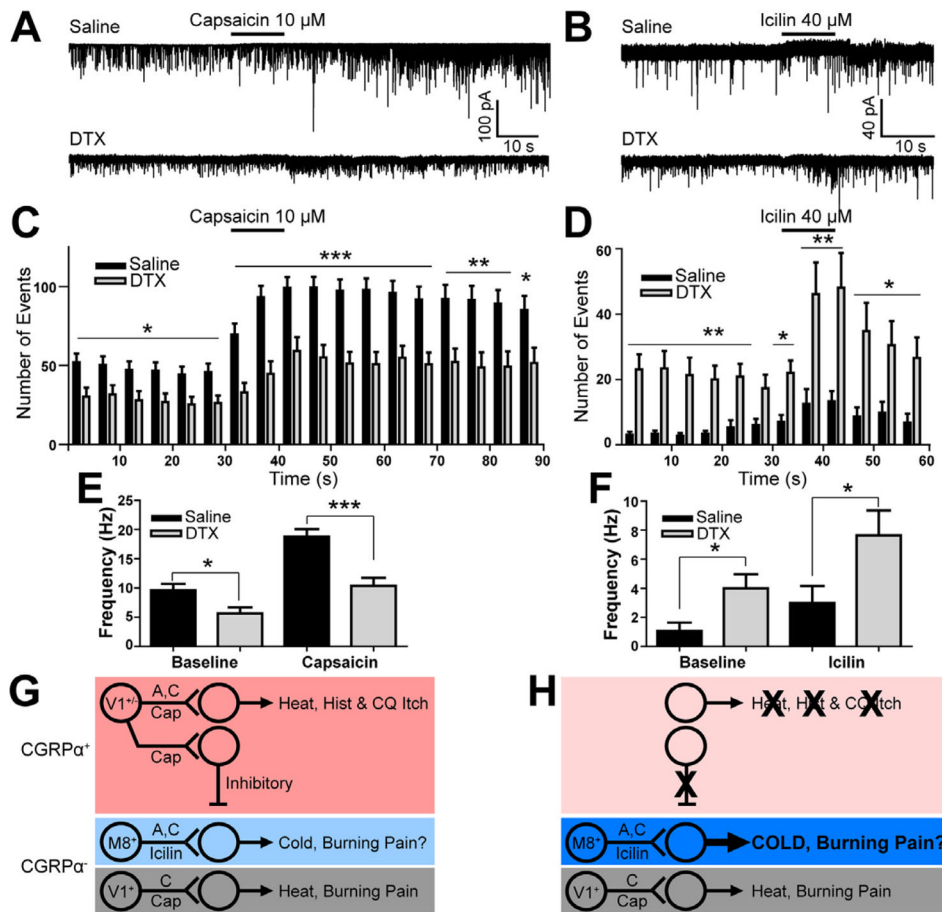 A
Capsaicin 10 µM
Saline
100 pA
10 s
DTX
B
Icilin 40 µM
Saline
40 pA
10 s
DTX
C
Capsaicin 10 µM
Saline
DTX
***
**
*
*
100
50
0
Number of Events
10 20 30 40 50 60 70 80 90
Time (s)
D
Icilin 40 µM
Saline
DTX
**
**
*
*
60
40
20
0
Number of Events
10 20 30 40 50 60
Time (s)
E
Saline
DTX
*
***
25
20
15
10
5
0
Frequency (Hz)
Baseline Capsaicin
F
Saline
DTX
*
*
10
8
6
4
2
0
Frequency (Hz)
Baseline Icilin
G
CGRPα⁺
V1⁺/⁻ A,C Cap Heat, Hist & CQ Itch
Cap
Inhibitory
CGRPα⁻
M8⁺ A,C Icilin Cold, Burning Pain?
V1⁺ C Cap Heat, Burning Pain
H
Heat, Hist & CQ Itch
X X X
X
M8⁺ A,C Icilin COLD, Burning Pain?
V1⁺ C Cap Heat, Burning Pain